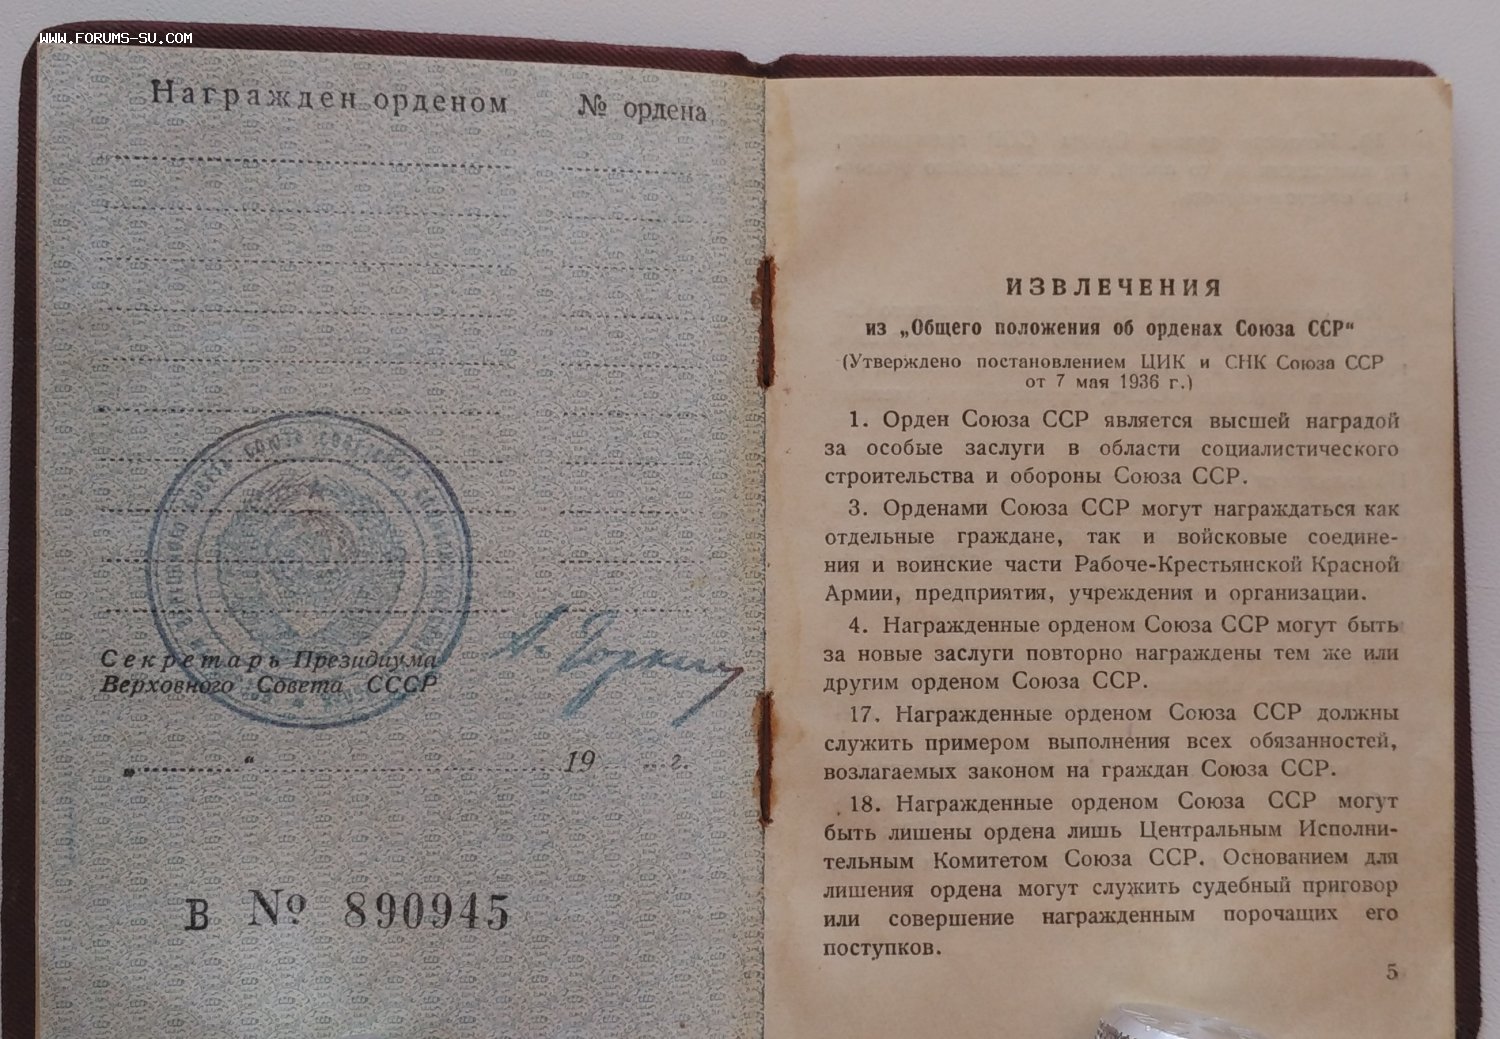 WWW.FORUMS-SU.COM
Награжден орденом № ордена
Секретарь Президиума
Верховного Совета СССР
А. Горкин
„ “ 19 г.
В № 890945
ИЗВЛЕЧЕНИЯ
из „Общего положения об орденах Союза ССР“
(Утверждено постановлением ЦИК и СНК Союза ССР
от 7 мая 1936 г.)
1. Орден Союза ССР является высшей наградой
за особые заслуги в области социалистического
строительства и обороны Союза ССР.
3. Орденами Союза ССР могут награждаться как
отдельные граждане, так и войсковые соедине-
ния и воинские части Рабоче-Крестьянской Красной
Армии, предприятия, учреждения и организации.
4. Награжденные орденом Союза ССР могут быть
за новые заслуги повторно награждены тем же или
другим орденом Союза ССР.
17. Награжденные орденом Союза ССР должны
служить примером выполнения всех обязанностей,
возлагаемых законом на граждан Союза ССР.
18. Награжденные орденом Союза ССР могут
быть лишены ордена лишь Центральным Исполни-
тельным Комитетом Союза ССР. Основанием для
лишения ордена могут служить судебный приговор
или совершение награжденным порочащих его
поступков.
5